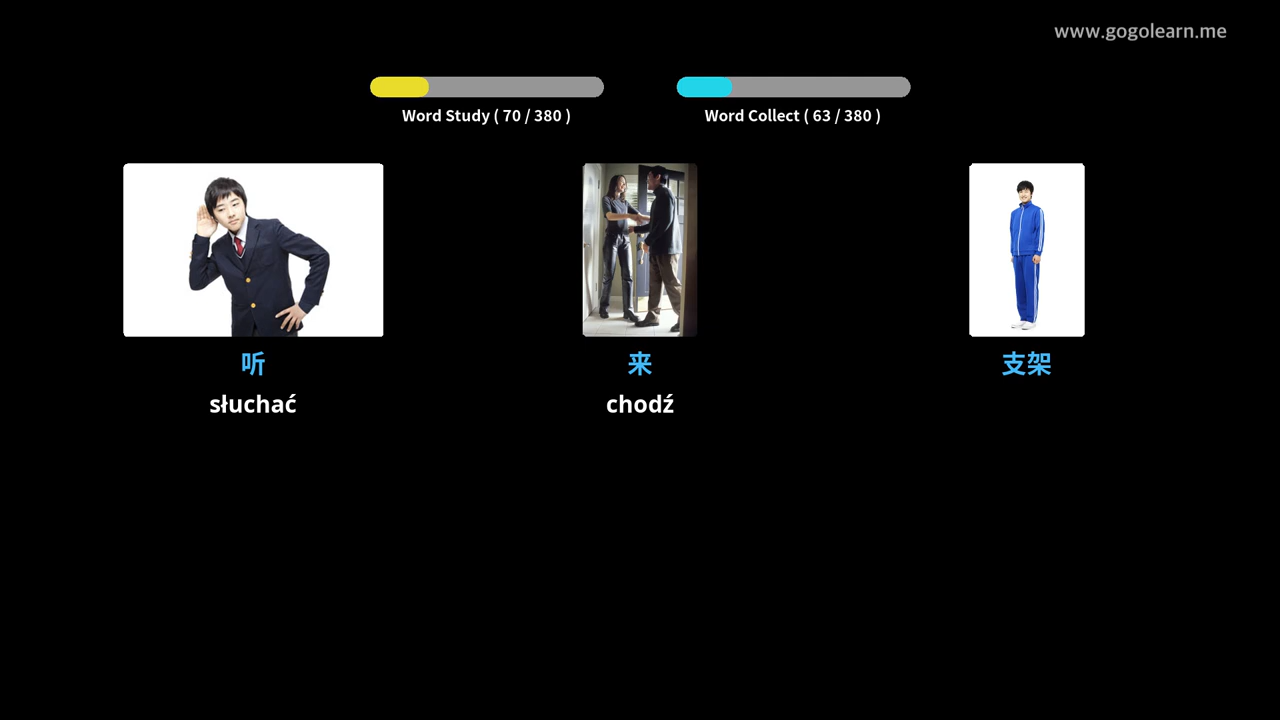 www.gogolearn.me
Word Study ( 70 / 380 )
Word Collect ( 63 / 380 )
听
来
支架
słuchać
chodź